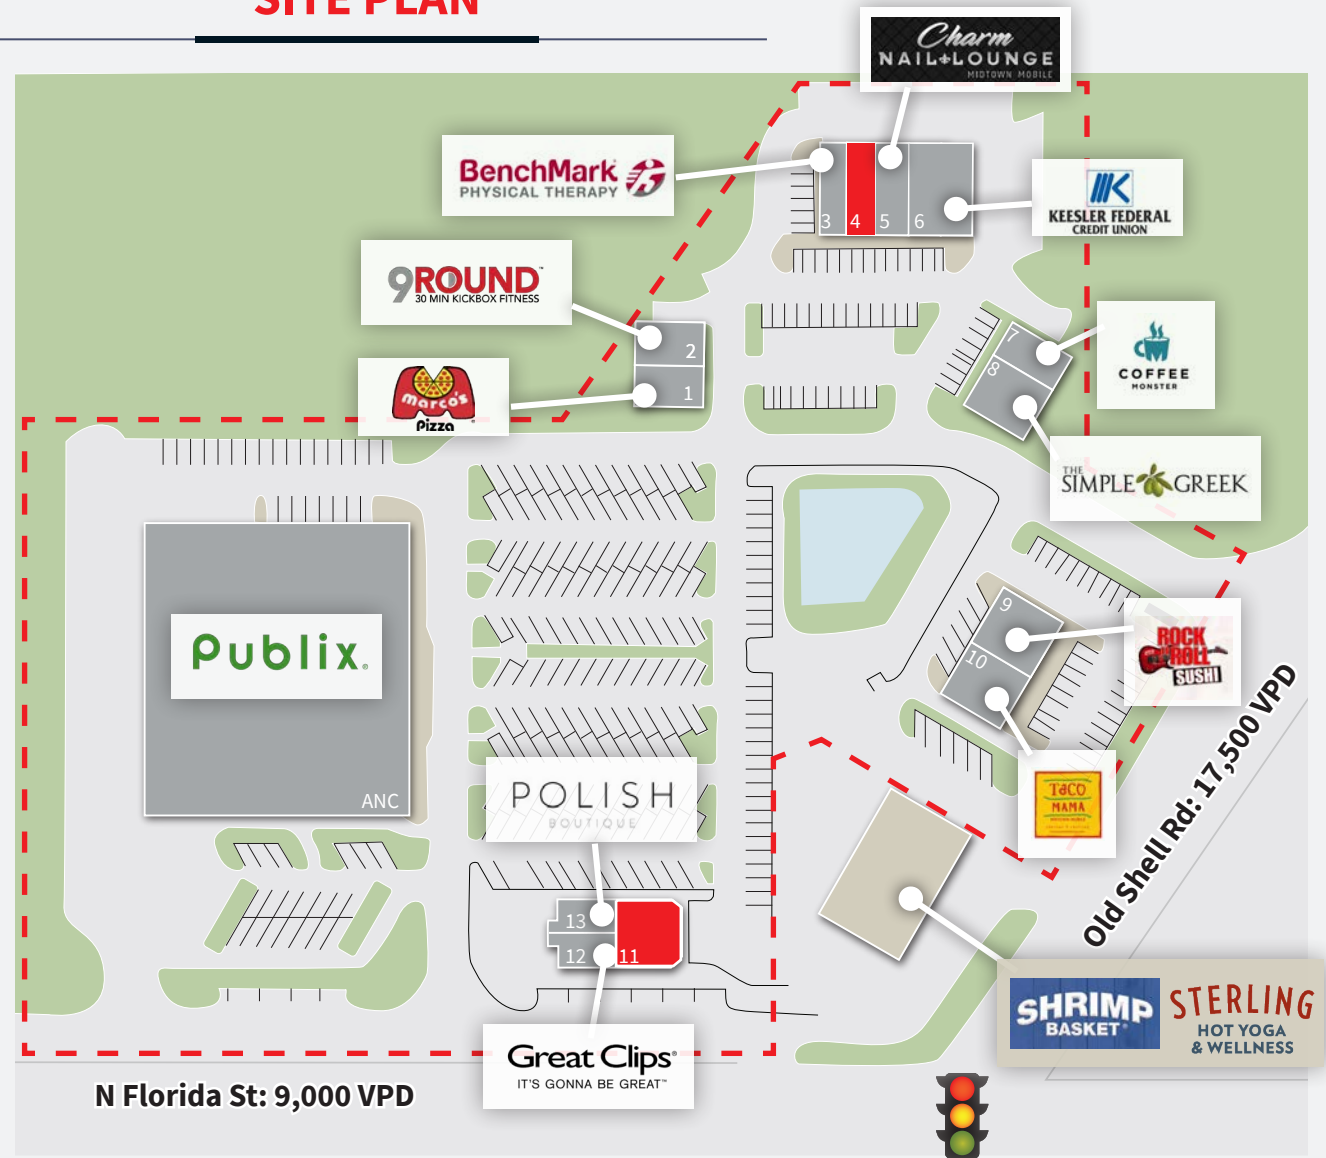 SITE PLAN
Charm
NAIL LOUNGE
MIDTOWN MOBILE
BenchMark
PHYSICAL THERAPY
3
4
5
6
KEESLER FEDERAL
CREDIT UNION
9ROUND™
30 MIN KICKBOX FITNESS
2
1
marco's
Pizza
7
8
COFFEE
MONSTER
THE
SIMPLE GREEK
9
10
ROCK
N
ROLL
SUSHI
Publix.
ANC
POLISH
BOUTIQUE
TaCO
MAMA
Old Shell Rd: 17,500 VPD
13
12
11
SHRIMP
BASKET
STERLING
HOT YOGA
& WELLNESS
Great Clips®
IT'S GONNA BE GREAT™
N Florida St: 9,000 VPD